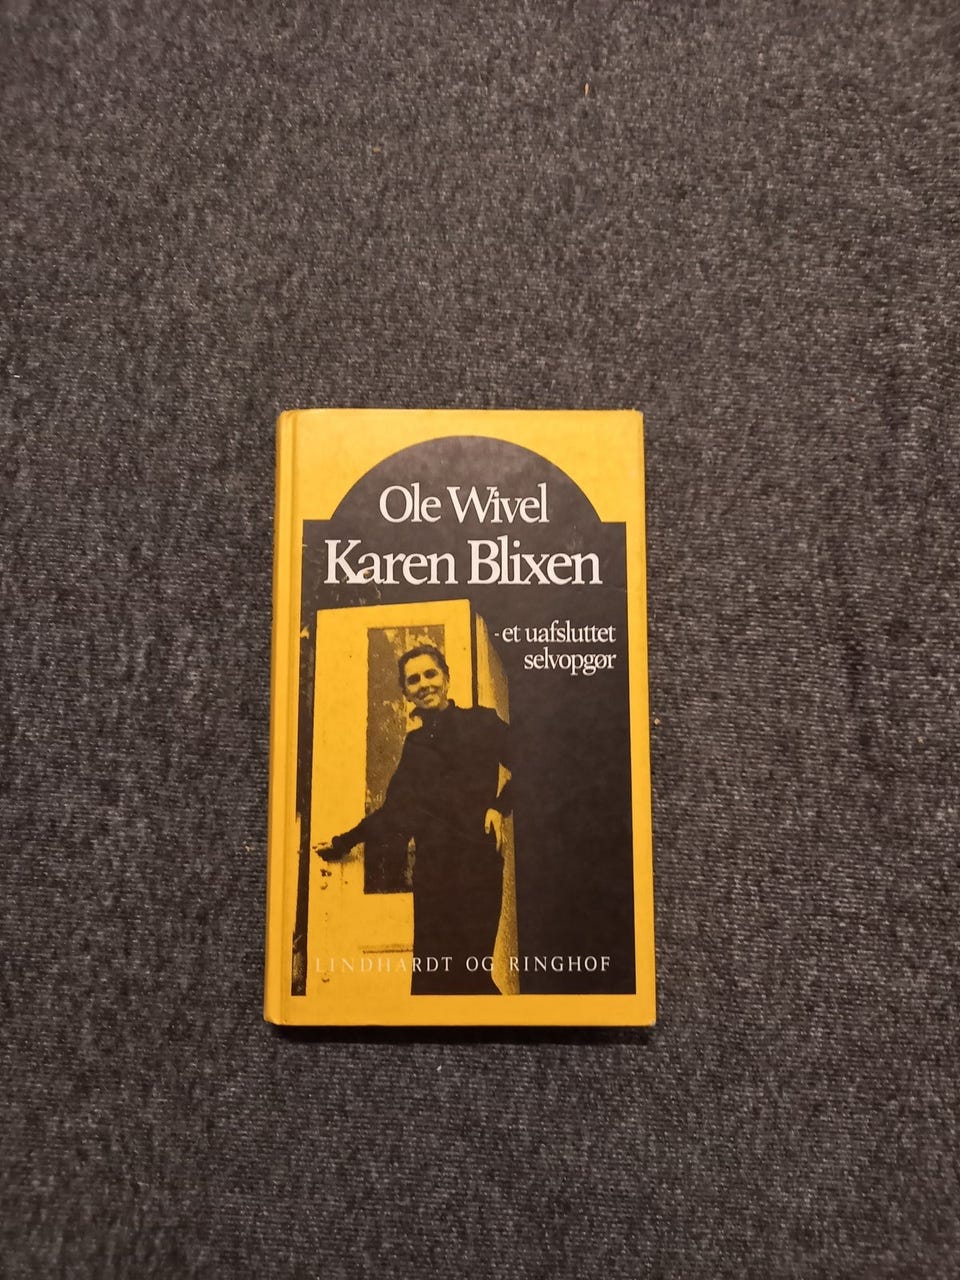 Ole Wivel
Karen Blixen
- et uafsluttet
selvopgør
LINDHARDT OG RINGHOF